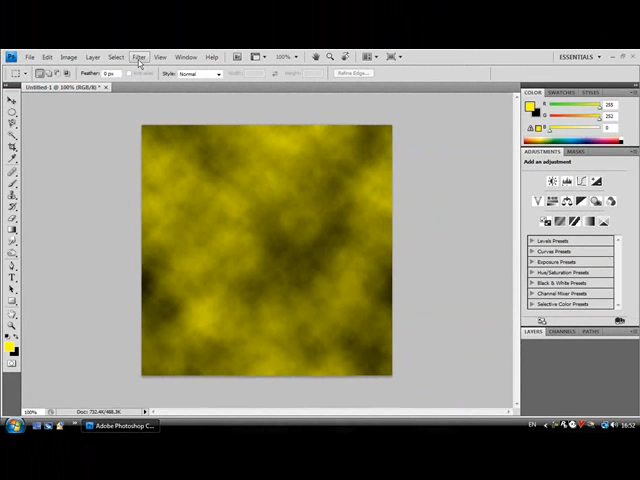 Ps File Edit Image Layer Select Filter View Window Help 100% ESSENTIALS
Feather: 0 px Style: Normal Width: Height: Refine Edge...
Untitled-1 @ 100% (RGB/8) *
COLOR SWATCHES STYLES
R 255
G 252
B 0
ADJUSTMENTS MASKS
Add an adjustment
Levels Presets
Curves Presets
Exposure Presets
Hue/Saturation Presets
Black & White Presets
Channel Mixer Presets
Selective Color Presets
LAYERS CHANNELS PATHS
100% Doc: 732.4K/488.3K
Adobe Photoshop C... EN 16:52